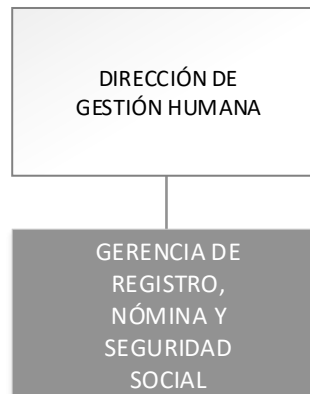 DIRECCIÓN DE
GESTIÓN HUMANA
GERENCIA DE
REGISTRO,
NÓMINA Y
SEGURIDAD
SOCIAL